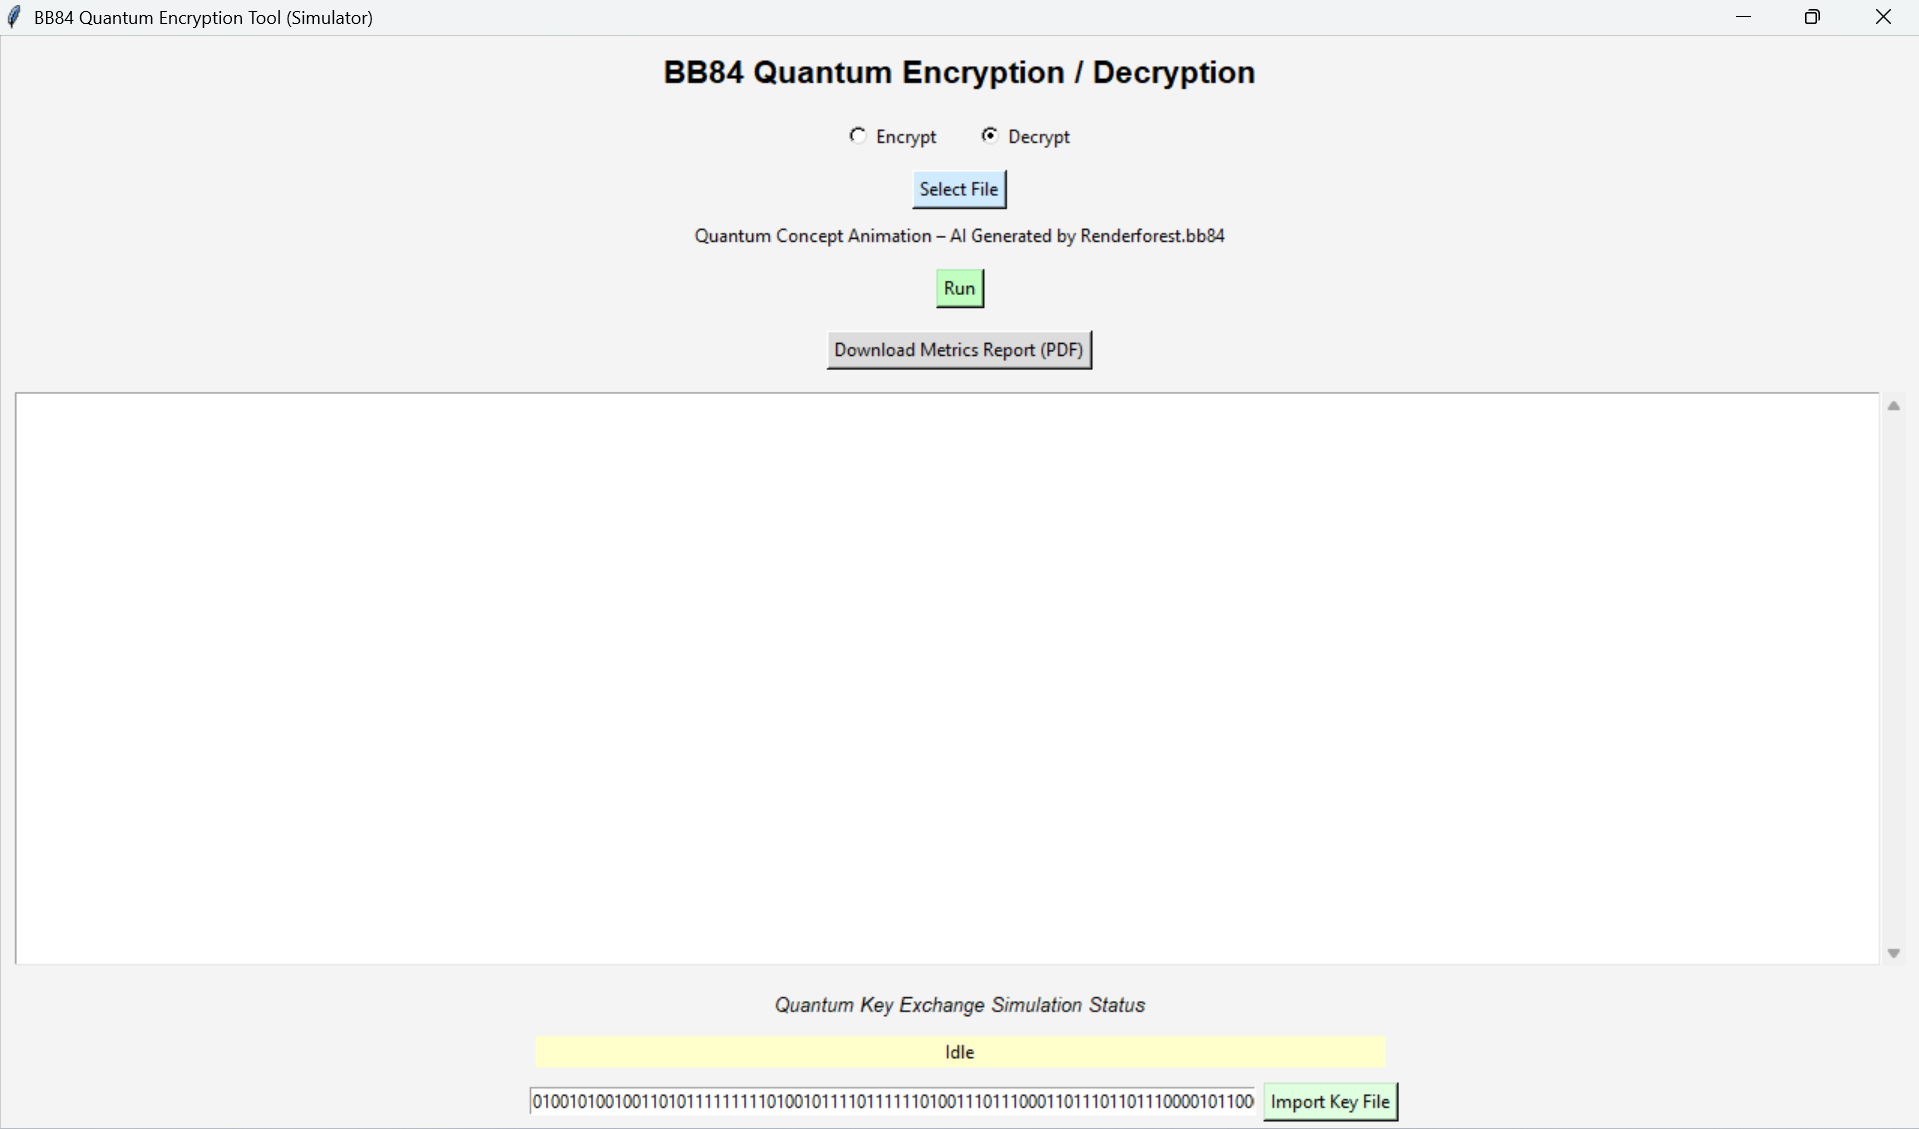 BB84 Quantum Encryption Tool (Simulator)
BB84 Quantum Encryption / Decryption
Encrypt Decrypt
Select File
Quantum Concept Animation – AI Generated by Renderforest.bb84
Run
Download Metrics Report (PDF)
Quantum Key Exchange Simulation Status
Idle
Import Key File